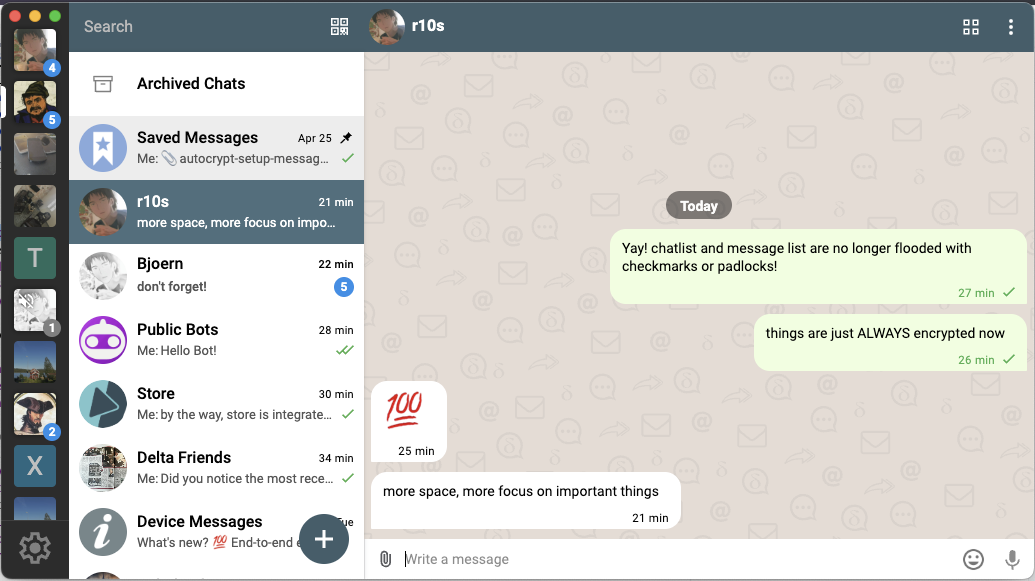 Search
r10s
4
5
T
1
2
X
Archived Chats
Saved Messages
Apr 25
Me: 📎 autocrypt-setup-messag...
r10s
21 min
more space, more focus on impo...
Bjoern
22 min
don't forget!
5
Public Bots
28 min
Me: Hello Bot!
Store
30 min
Me: by the way, store is integrate...
Delta Friends
34 min
Me: Did you notice the most rece...
Device Messages
Tue
What's new? 💯 End-to-end
Today
Yay! chatlist and message list are no longer flooded with
checkmarks or padlocks!
27 min
things are just ALWAYS encrypted now
26 min
💯
25 min
more space, more focus on important things
21 min
Write a message